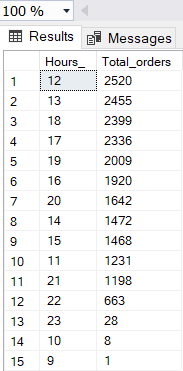 100 %
Results Messages
Hours_ Total_orders
1 12 2520
2 13 2455
3 18 2399
4 17 2336
5 19 2009
6 16 1920
7 20 1642
8 14 1472
9 15 1468
10 11 1231
11 21 1198
12 22 663
13 23 28
14 10 8
15 9 1